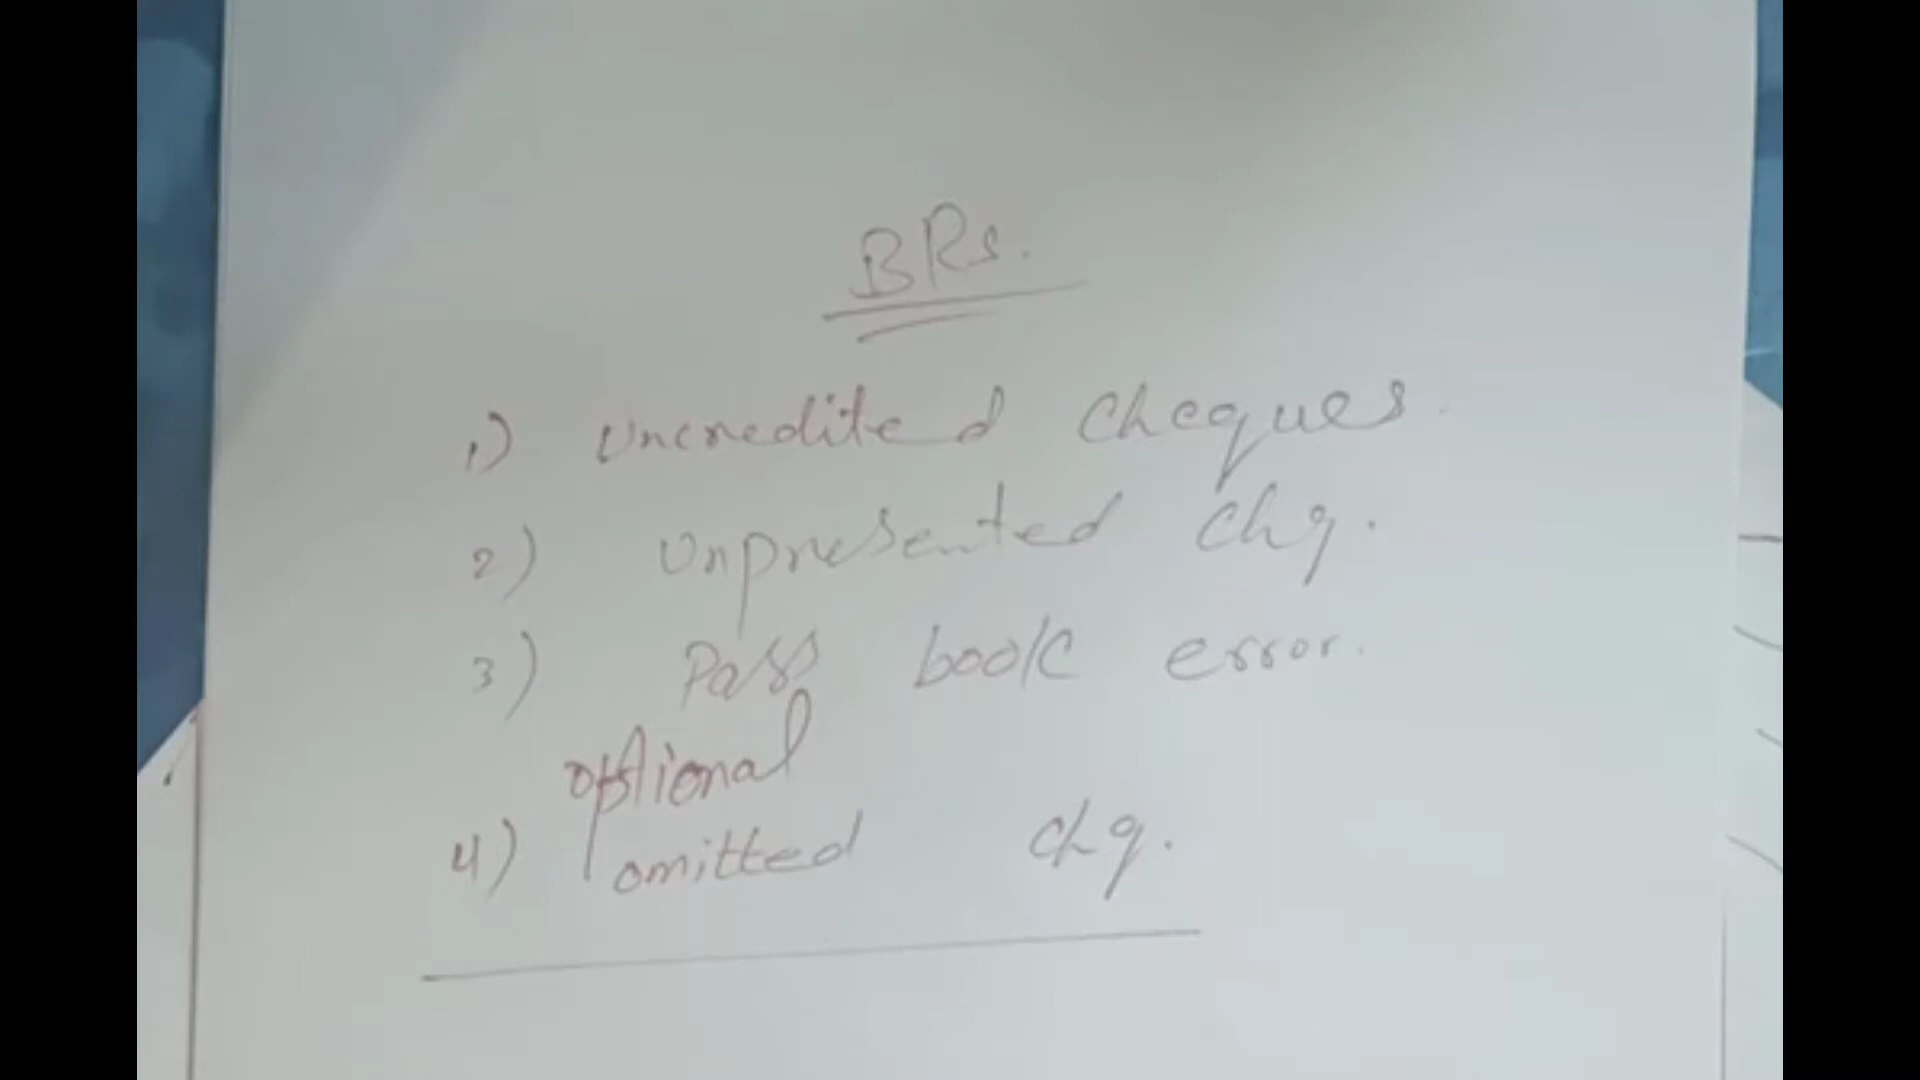 BRs.
1) Uncredited Cheques.
2) Unpresented Chq.
3) Pass book error.
optional
4) omitted chq.